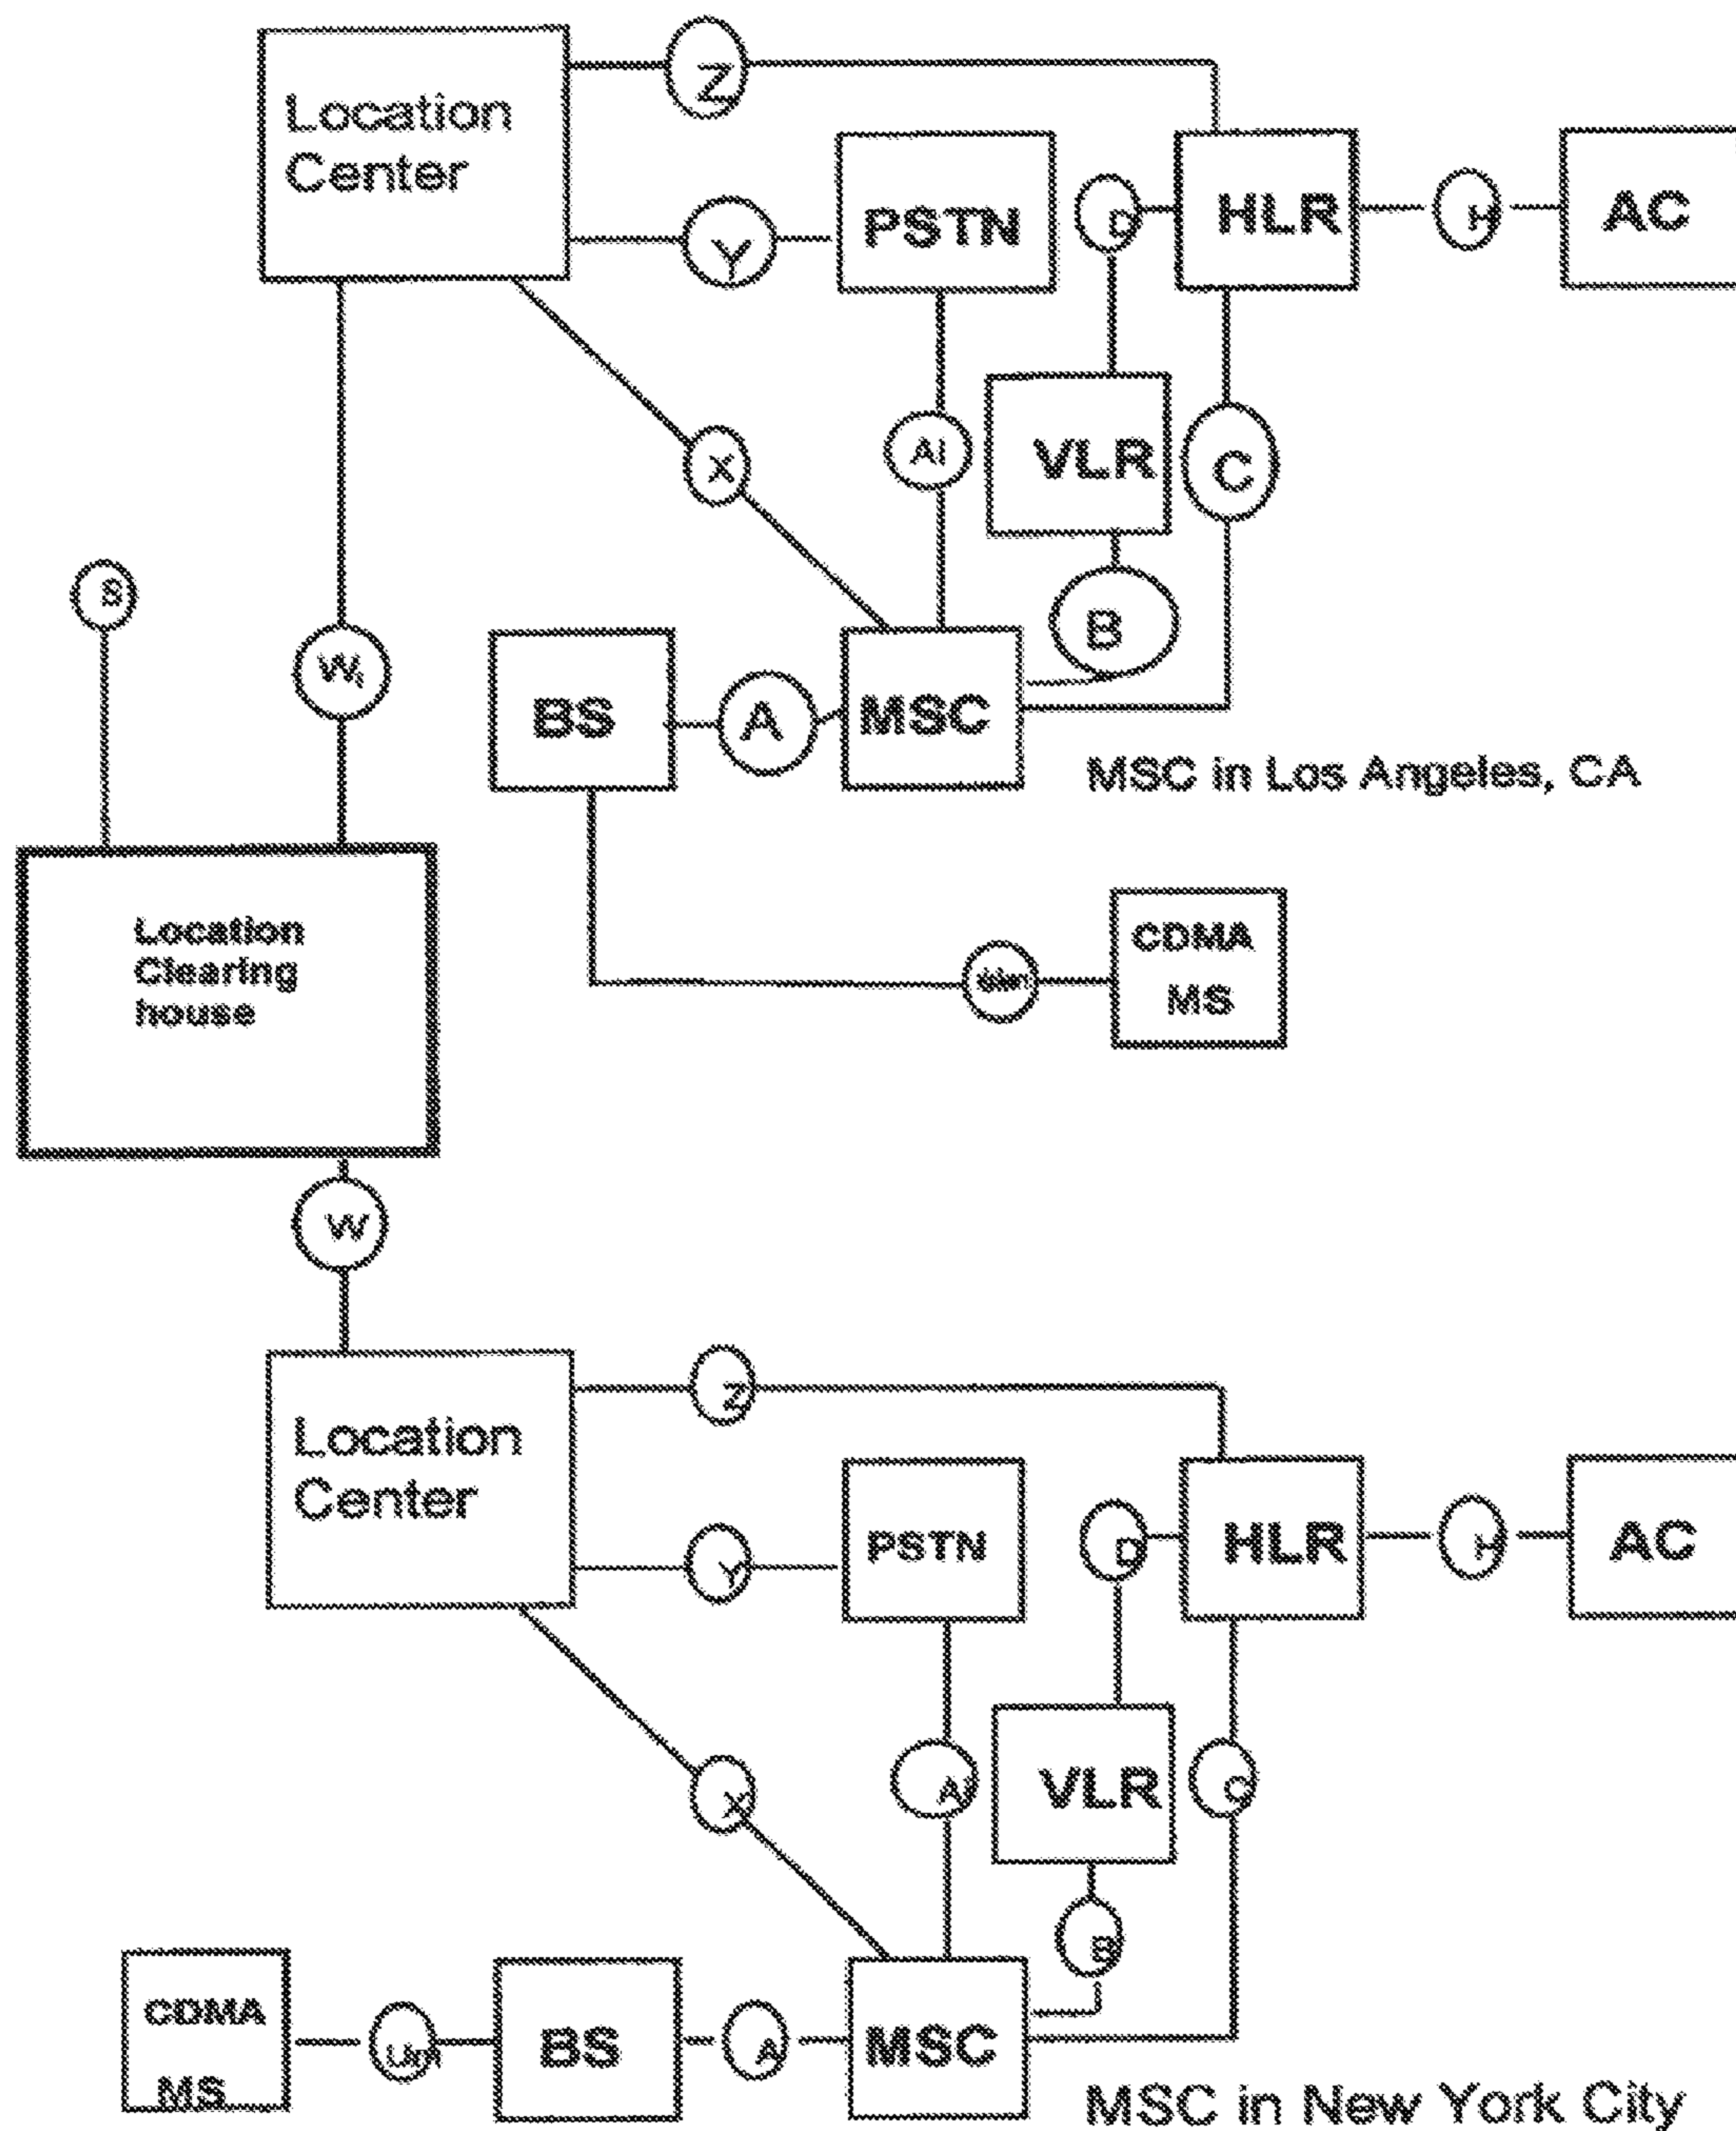 Z
Location
Center
PSTN
D
HLR
H
AC
Y
AI
VLR
C
X
S
W
B
BS
A
MSC
MSC in Los Angeles, CA
Location
Clearing
house
CDMA
MS
W
Z
Location
Center
PSTN
D
HLR
H
AC
Y
VLR
C
X
A
B
CDMA
MS
Um
BS
A
MSC
MSC in New York City